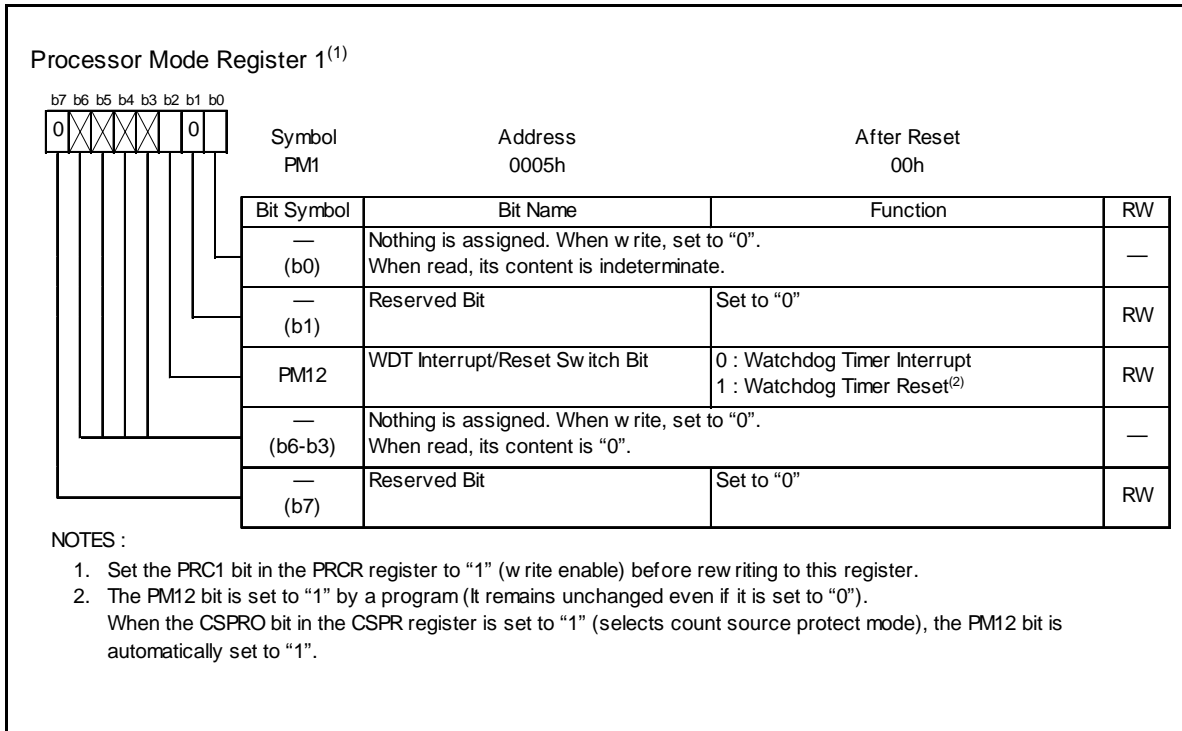 Processor Mode Register 1(1)
b7 b6 b5 b4 b3 b2 b1 b0
0 0
Symbol Address After Reset
PM1 0005h 00h
Bit Symbol Bit Name Function RW
— (b0) Nothing is assigned. When write, set to “0”. —
When read, its content is indeterminate.
— (b1) Reserved Bit Set to “0” RW
PM12 WDT Interrupt/Reset Switch Bit 0 : Watchdog Timer Interrupt RW
1 : Watchdog Timer Reset(2)
— (b6-b3) Nothing is assigned. When write, set to “0”. —
When read, its content is “0”.
— (b7) Reserved Bit Set to “0” RW
NOTES :
1. Set the PRC1 bit in the PRCR register to “1” (write enable) before rewriting to this register.
2. The PM12 bit is set to “1” by a program (It remains unchanged even if it is set to “0”).
When the CSPRO bit in the CSPR register is set to “1” (selects count source protect mode), the PM12 bit is
automatically set to “1”.